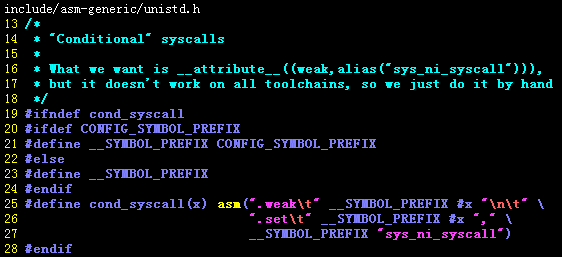 include/asm-generic/unistd.h
13 /*
14  * "Conditional" syscalls
15  *
16  * What we want is __attribute__((weak,alias("sys_ni_syscall"))),
17  * but it doesn't work on all toolchains, so we just do it by hand
18  */
19 #ifndef cond_syscall
20 #ifdef CONFIG_SYMBOL_PREFIX
21 #define __SYMBOL_PREFIX CONFIG_SYMBOL_PREFIX
22 #else
23 #define __SYMBOL_PREFIX
24 #endif
25 #define cond_syscall(x) asm(".weak\t" __SYMBOL_PREFIX #x "\n\t" \
26                             ".set\t" __SYMBOL_PREFIX #x "," \
27                             __SYMBOL_PREFIX "sys_ni_syscall")
28 #endif